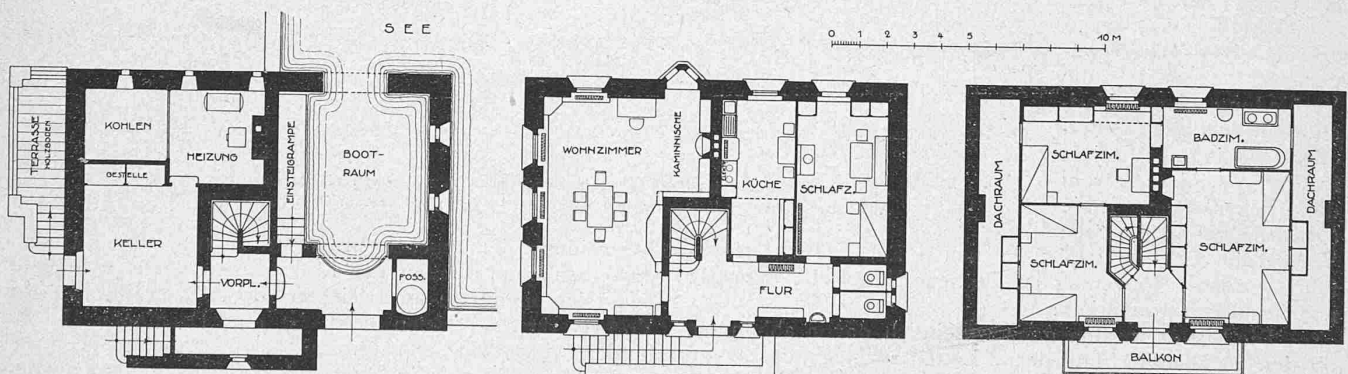 SEE
0 1 2 3 4 5 10 M
TERRASSE
HOLZBODEN
KOHLEN
HEIZUNG
OESTELLE
KELLER
VORPL.
EINSTEIGRAMPE
BOOT-
RAUM
FOSS.
WOHNZIMMER
KAMINNISCHE
KÜCHE
SCHLAFZ.
FLUR
DACHRAUM
SCHLAFZIM.
BADZIM.
DACHRAUM
SCHLAFZIM.
SCHLAFZIM.
BALKON